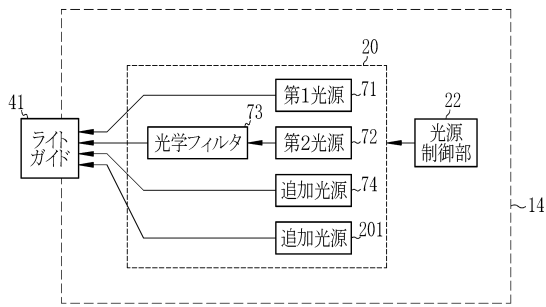 20
41
第1光源
71
73
22
ライト
ガイド
光学フィルタ
第2光源
72
光源
制御部
追加光源
74
14
追加光源
201